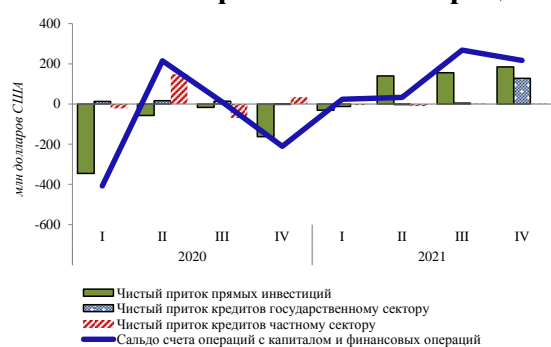 400
200
0
-200
-400
-600
млн долларов США
I II III IV I II III IV
2020 2021
Чистый приток прямых инвестиций
Чистый приток кредитов государственному сектору
Чистый приток кредитов частному сектору
Сальдо счета операций с капиталом и финансовых операций